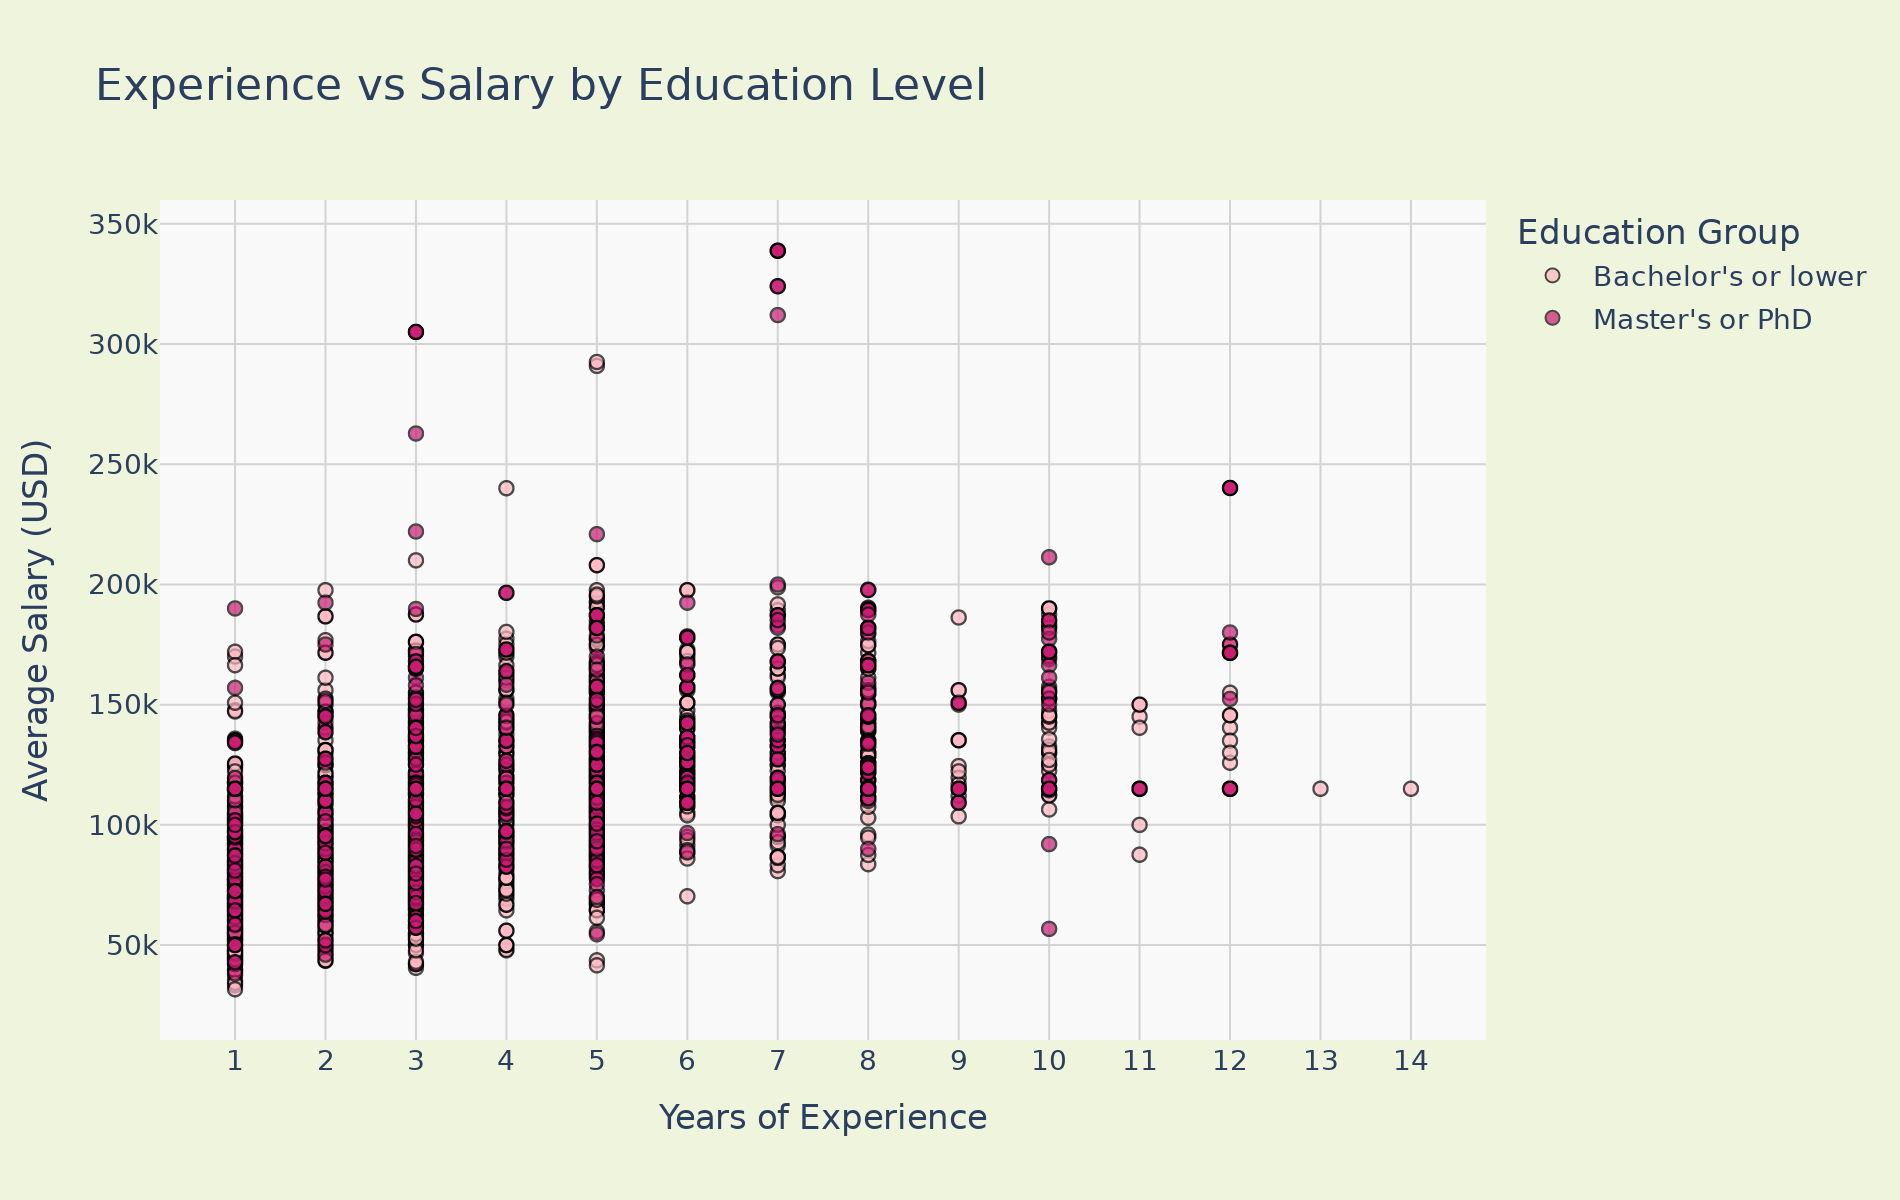 Experience vs Salary by Education Level
Education Group
Bachelor's or lower
Master's or PhD
Average Salary (USD)
350k
300k
250k
200k
150k
100k
50k
1 2 3 4 5 6 7 8 9 10 11 12 13 14
Years of Experience